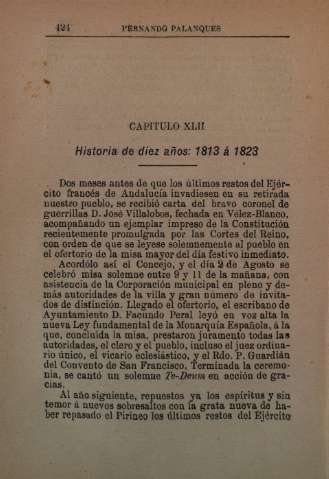 424 FERNANDO PALANQUES
CAPITULO XLII
Historia de diez años: 1813 á 1823
Dos meses antes de que los últimos restos del Ejér-
cito francés de Andalucía invadiesen en su retirada
nuestro pueblo, se recibió carta del bravo coronel de
guerrillas D. José Villalobos, fechada en Vélez-Blanco,
acompañando un ejemplar impreso de la Constitución
recientemente promulgada por las Cortes del Reino,
con orden de que se leyese solemnemente al pueblo en
el ofertorio de la misa mayor del día festivo inmediato.
Acordólo así el Concejo, y el día 2 de Agosto se
celebró misa solemne entre 9 y 11 de la mañana, con
asistencia de la Corporación municipal en pleno y de-
más autoridades de la villa y gran número de invita-
dos de distinción. Llegado el ofertorio, el escribano de
Ayuntamiento D. Facundo Peral leyó en voz alta la
nueva Ley fundamental de la Monarquía Española, á la
que, concluída la misa, prestaron juramento todas las
autoridades, el clero y el pueblo, incluso el juez ordina-
rio único, el vicario eclesiástico, y el Rdo. P. Guardián
del Convento de San Francisco. Terminada la ceremo-
nia, se cantó un solemne Te-Deum en acción de gra-
cias.
Al año siguiente, repuestos ya los espíritus y sin
temor á nuevos sobresaltos con la grata nueva de ha-
ber repasado el Pirineo los últimos restos del Ejército